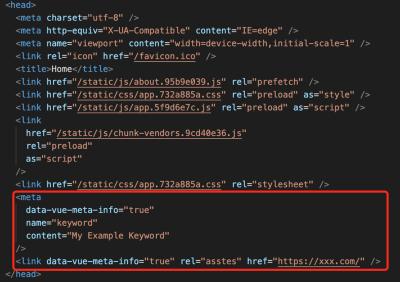 <head>
<meta charset="utf-8" />
<meta http-equiv="X-UA-Compatible" content="IE=edge" />
<meta name="viewport" content="width=device-width,initial-scale=1" />
<link rel="icon" href="/favicon.ico" />
<title>Home</title>
<link href="/static/js/about.95b9e039.js" rel="prefetch" />
<link href="/static/css/app.732a885a.css" rel="preload" as="style" />
<link href="/static/js/app.5f9d6e7c.js" rel="preload" as="script" />
<link
href="/static/js/chunk-vendors.9cd40e36.js"
rel="preload"
as="script"
/>
<link href="/static/css/app.732a885a.css" rel="stylesheet" />
<meta
data-vue-meta-info="true"
name="keyword"
content="My Example Keyword"
/>
<link data-vue-meta-info="true" rel="asstes" href="https://xxx.com/" />
</head>